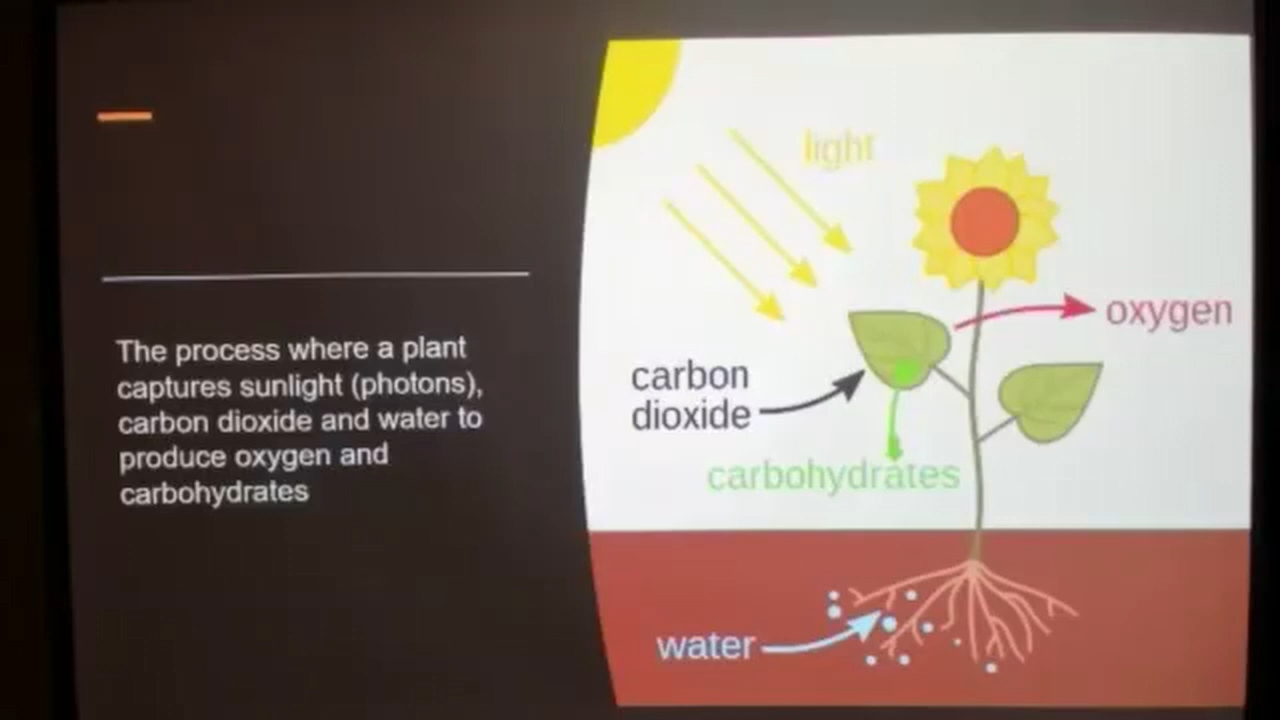 The process where a plant
captures sunlight (photons),
carbon dioxide and water to
produce oxygen and
carbohydrates
light
oxygen
carbon
dioxide
carbohydrates
water